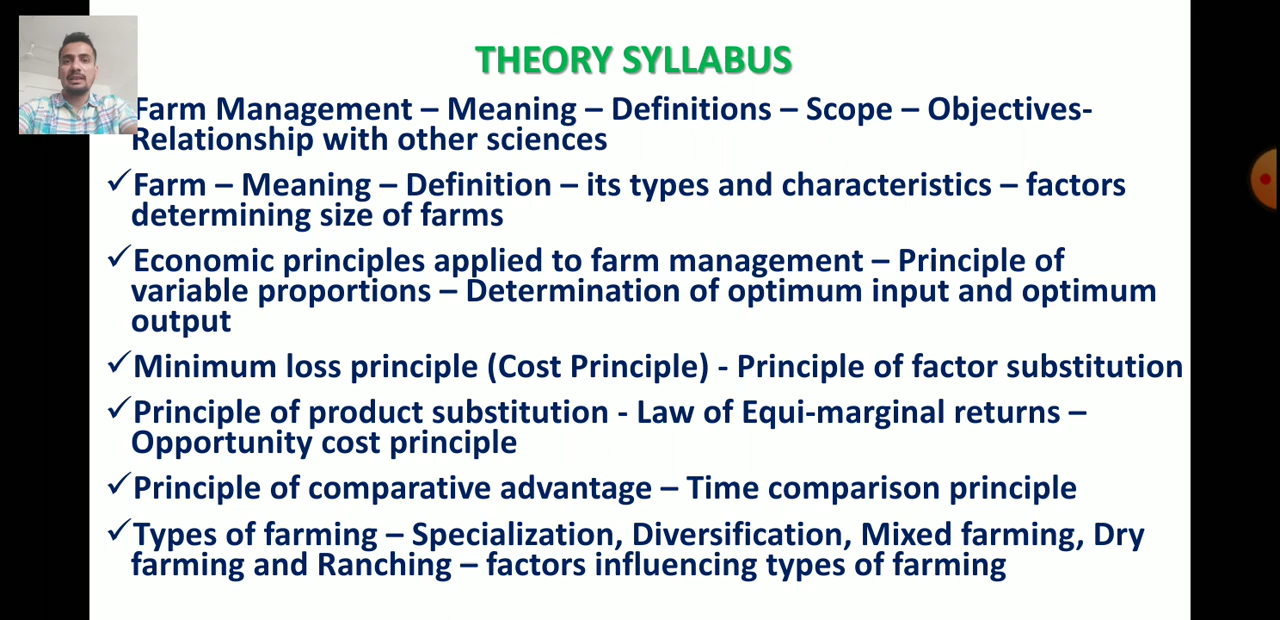 THEORY SYLLABUS
Farm Management – Meaning – Definitions – Scope – Objectives-
Relationship with other sciences
✓Farm – Meaning – Definition – its types and characteristics – factors
determining size of farms
✓Economic principles applied to farm management – Principle of
variable proportions – Determination of optimum input and optimum
output
✓Minimum loss principle (Cost Principle) - Principle of factor substitution
✓Principle of product substitution - Law of Equi-marginal returns –
Opportunity cost principle
✓Principle of comparative advantage – Time comparison principle
✓Types of farming – Specialization, Diversification, Mixed farming, Dry
farming and Ranching – factors influencing types of farming